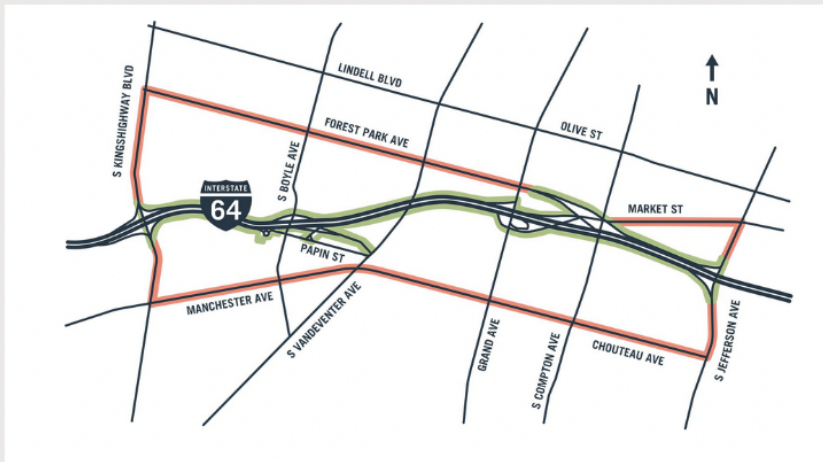 LINDELL BLVD
S KINGSHIGHWAY BLVD
N
FOREST PARK AVE
OLIVE ST
S BOYLE AVE
INTERSTATE
64
MARKET ST
PAPIN ST
MANCHESTER AVE
S VANDEVENTER AVE
GRAND AVE
S COMPTON AVE
CHOUTEAU AVE
S JEFFERSON AVE